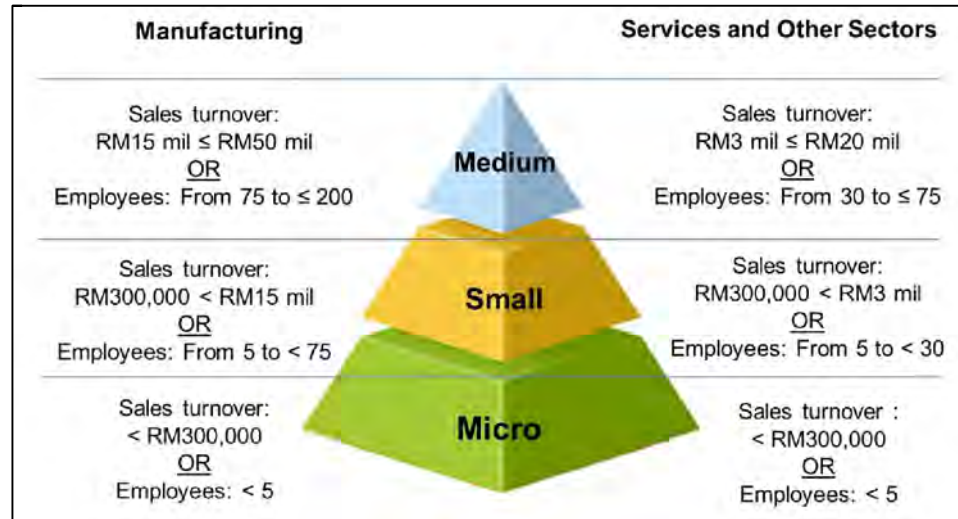 Manufacturing
Services and Other Sectors
Sales turnover:
RM15 mil ≤ RM50 mil
OR
Employees: From 75 to ≤ 200
Medium
Sales turnover:
RM3 mil ≤ RM20 mil
OR
Employees: From 30 to ≤ 75
Sales turnover:
RM300,000 < RM15 mil
OR
Employees: From 5 to < 75
Small
Sales turnover:
RM300,000 < RM3 mil
OR
Employees: From 5 to < 30
Sales turnover:
< RM300,000
OR
Employees: < 5
Micro
Sales turnover :
< RM300,000
OR
Employees: < 5